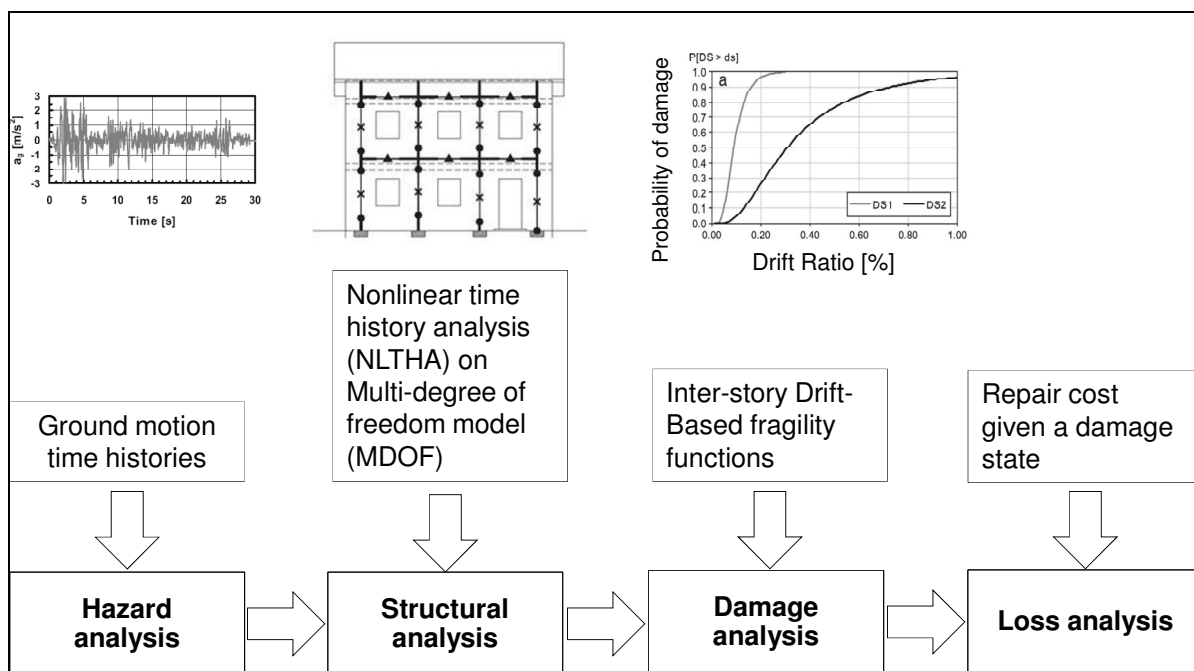 3
2
1
0
-1
-2
-3
a_g [m/s²]
0 5 10 15 20 25 30
Time [s]
P[DS > ds]
a
1.0
0.9
0.8
0.7
0.6
0.5
0.4
0.3
0.2
0.1
0.0
Probability of damage
DS1 DS2
0.00 0.20 0.40 0.60 0.80 1.00
Drift Ratio [%]
Ground motion
time histories
Nonlinear time
history analysis
(NLTHA) on
Multi-degree of
freedom model
(MDOF)
Inter-story Drift-
Based fragility
functions
Repair cost
given a damage
state
Hazard
analysis
Structural
analysis
Damage
analysis
Loss analysis